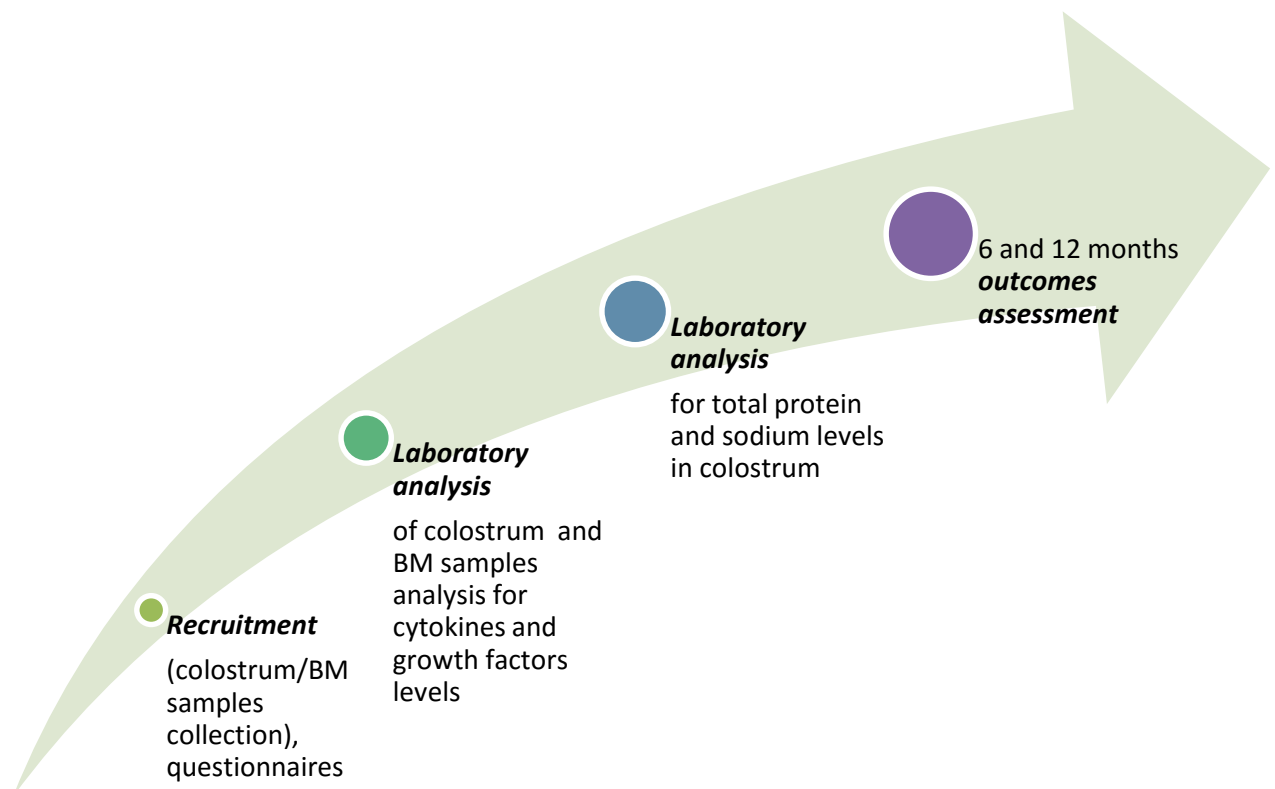 Recruitment
(colostrum/BM
samples
collection),
questionnaires
Laboratory
analysis
of colostrum  and
BM samples
analysis for
cytokines and
growth factors
levels
Laboratory
analysis
for total protein
and sodium levels
in colostrum
6 and 12 months
outcomes
assessment